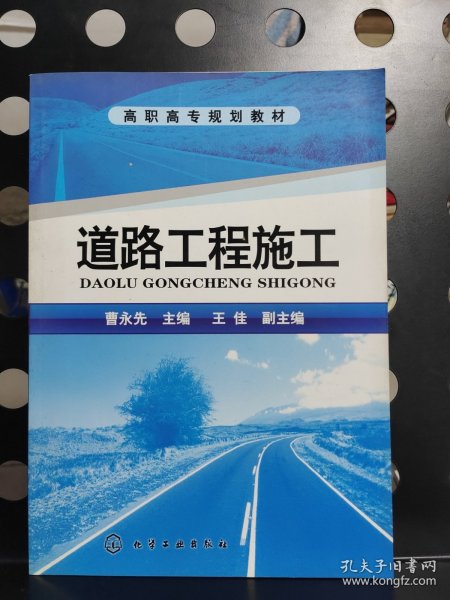 高职高专规划教材
道路工程施工
DAOLU GONGCHENG SHIGONG
曹永先 主编 王佳 副主编
化学工业出版社
孔夫子旧书网
www.kongfz.com